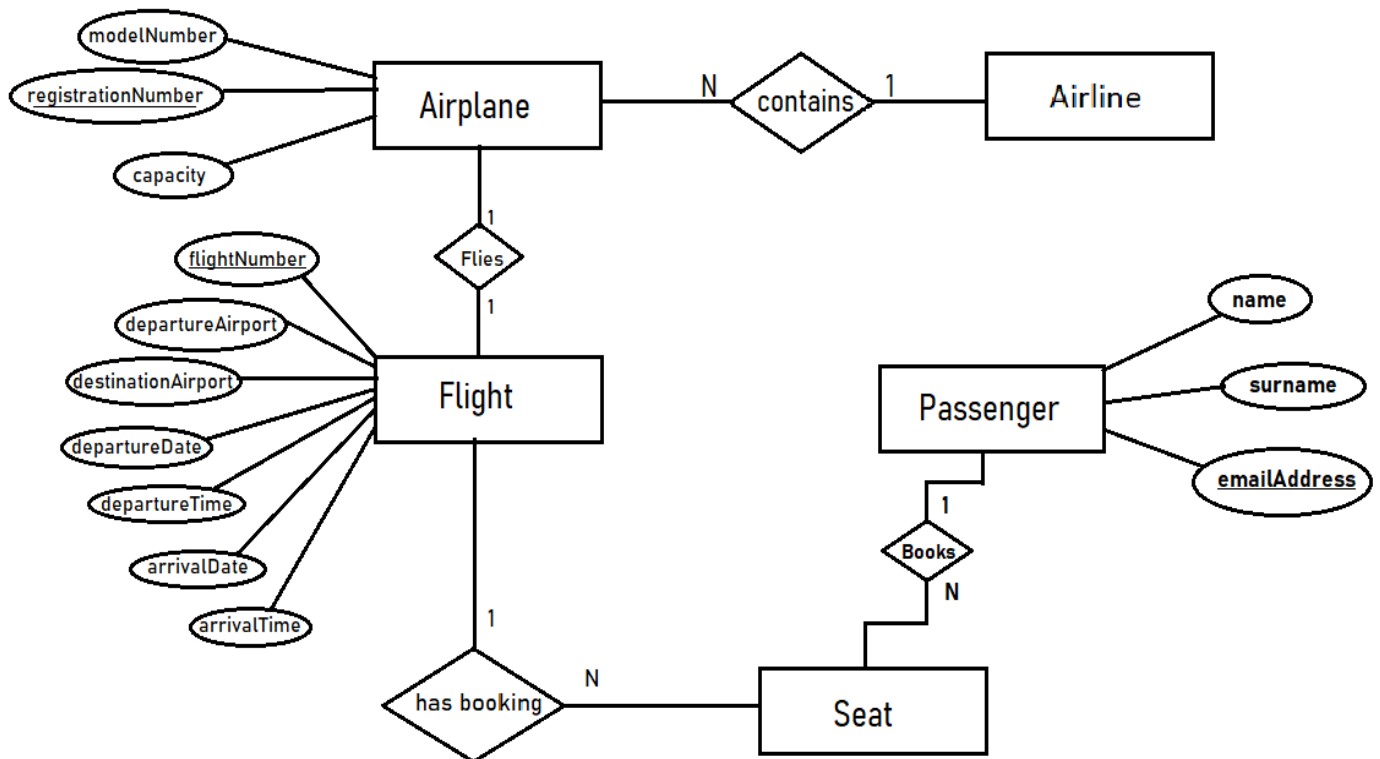 modelNumber
registrationNumber
capacity
Airplane
N
contains
1
Airline
1
Flies
1
flightNumber
departureAirport
destinationAirport
departureDate
departureTime
arrivalDate
arrivalTime
Flight
1
has booking
N
Seat
Passenger
name
surname
emailAddress
1
Books
N